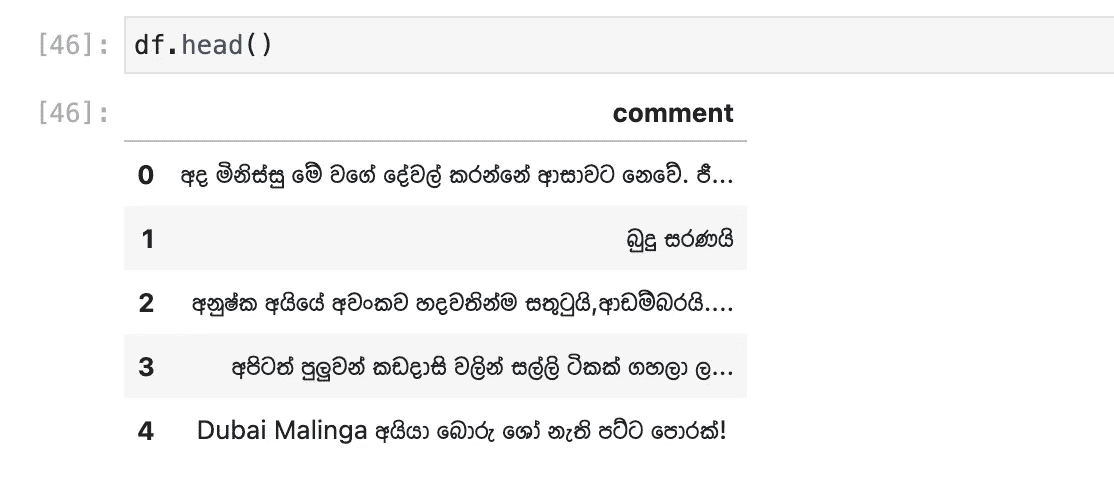 [46]: df.head()
[46]: comment
0 අද මිනිස්සු මේ වගේ දේවල් කරන්නේ ආසාවට නෙවේ. ජී...
1 බුදු සරණයි
2 අනුෂ්ක අයියේ අවංකව හදවතින්ම සතුටුයි,ආඩම්බරයි....
3 අපිටත් පුලුවන් කඩදාසි වලින් සල්ලි ටිකක් ගහලා ල...
4 Dubai Malinga අයියා බොරු ශෝ නැති පට්ට පොරක්!